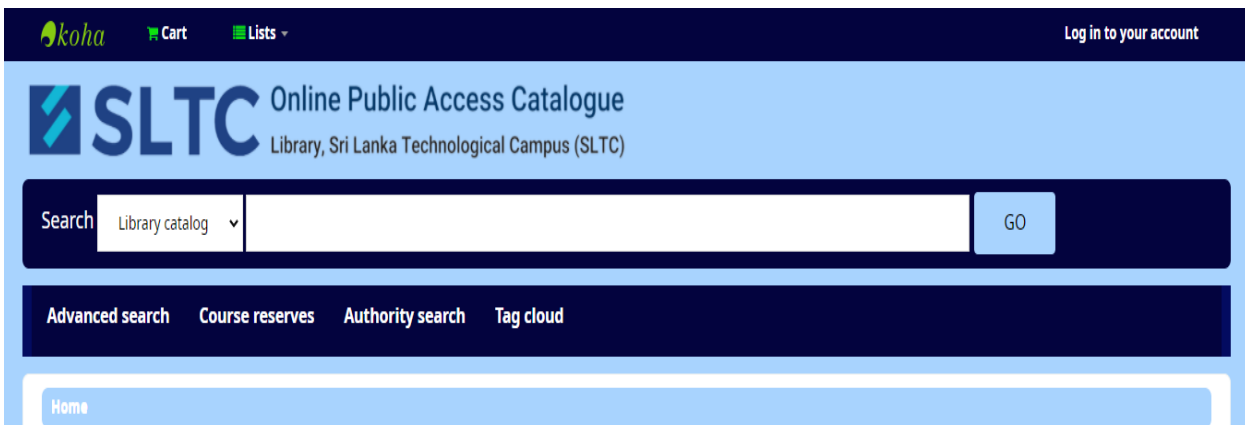 koha Cart Lists Log in to your account
SLTC Online Public Access Catalogue
Library, Sri Lanka Technological Campus (SLTC)
Search Library catalog GO
Advanced search Course reserves Authority search Tag cloud
Home